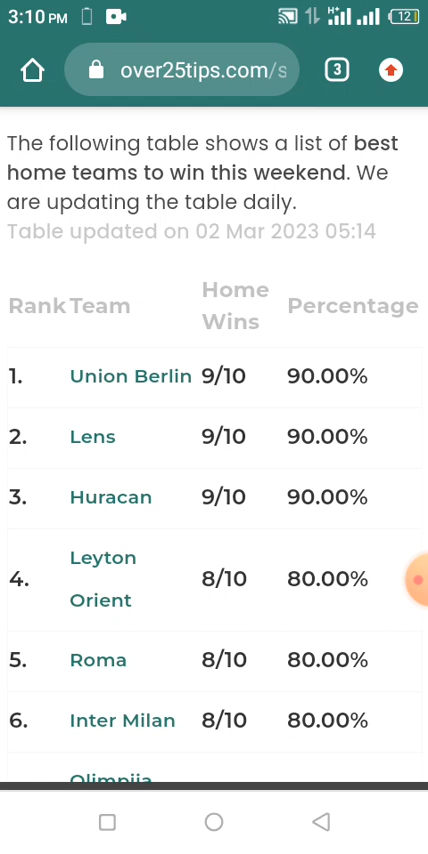 3:10 PM H+ 12
over25tips.com/s 3
The following table shows a list of best
home teams to win this weekend. We
are updating the table daily.
Table updated on 02 Mar 2023 05:14
Rank Team Home Wins Percentage
1. Union Berlin 9/10 90.00%
2. Lens 9/10 90.00%
3. Huracan 9/10 90.00%
4. Leyton Orient 8/10 80.00%
5. Roma 8/10 80.00%
6. Inter Milan 8/10 80.00%
Olimpija